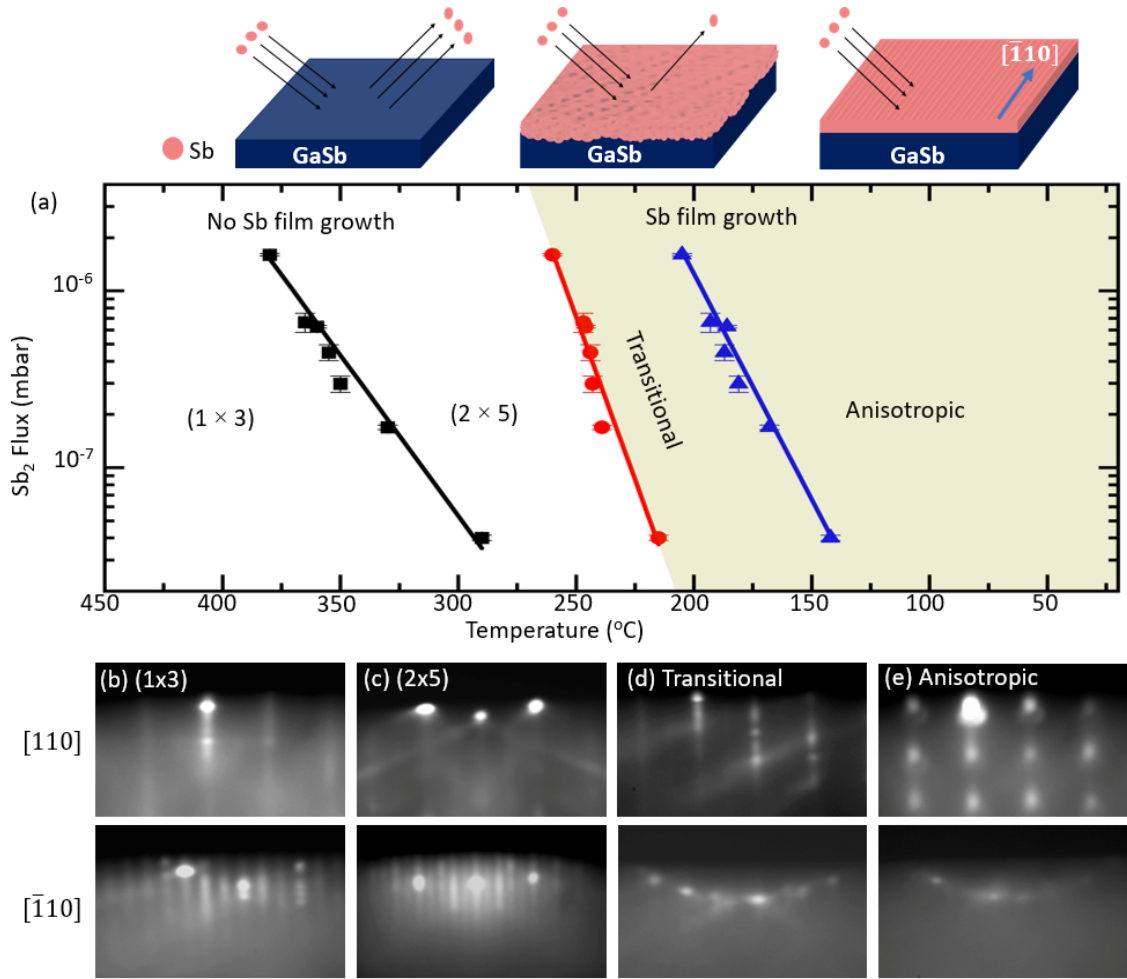 [1̄10]
Sb
GaSb
GaSb
GaSb
(a)
No Sb film growth
Sb film growth
10⁻⁶
Transitional
(1 × 3)
(2 × 5)
Anisotropic
10⁻⁷
Sb₂ Flux (mbar)
450 400 350 300 250 200 150 100 50
Temperature (ᵒC)
(b) (1x3)
(c) (2x5)
(d) Transitional
(e) Anisotropic
[110]
[1̄10]